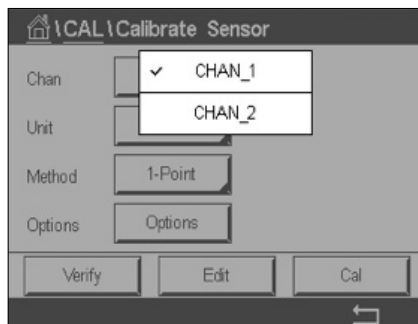 \CAL\Calibrate Sensor
Chan
CHAN_1
CHAN_2
Unit
Method
1-Point
Options
Options
Verify
Edit
Cal